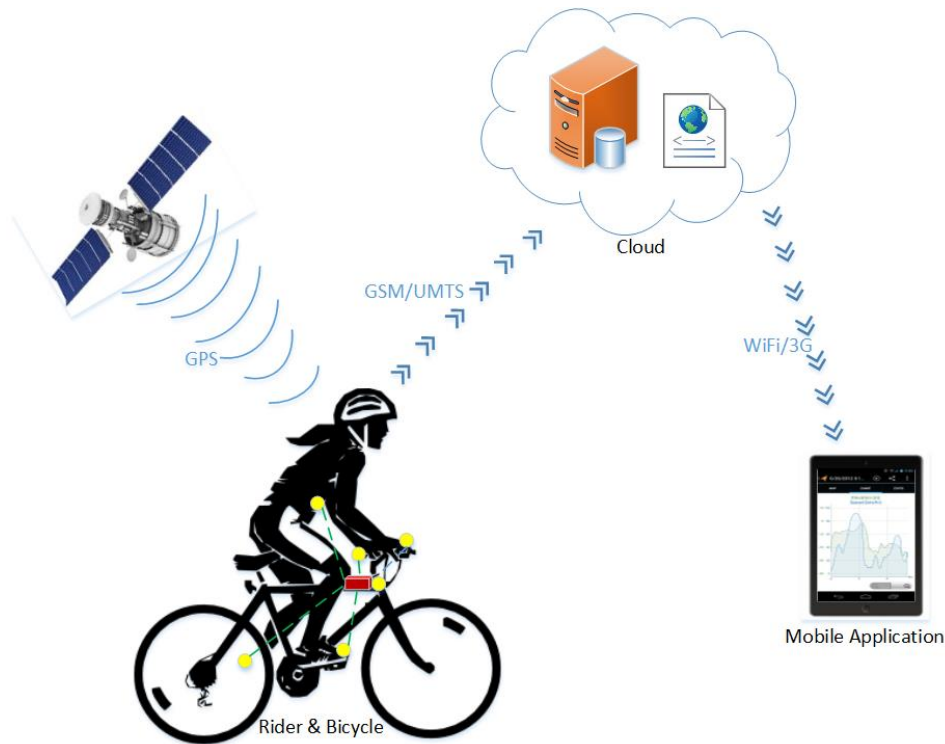 Cloud
GSM/UMTS
GPS
WiFi/3G
Mobile Application
Rider & Bicycle